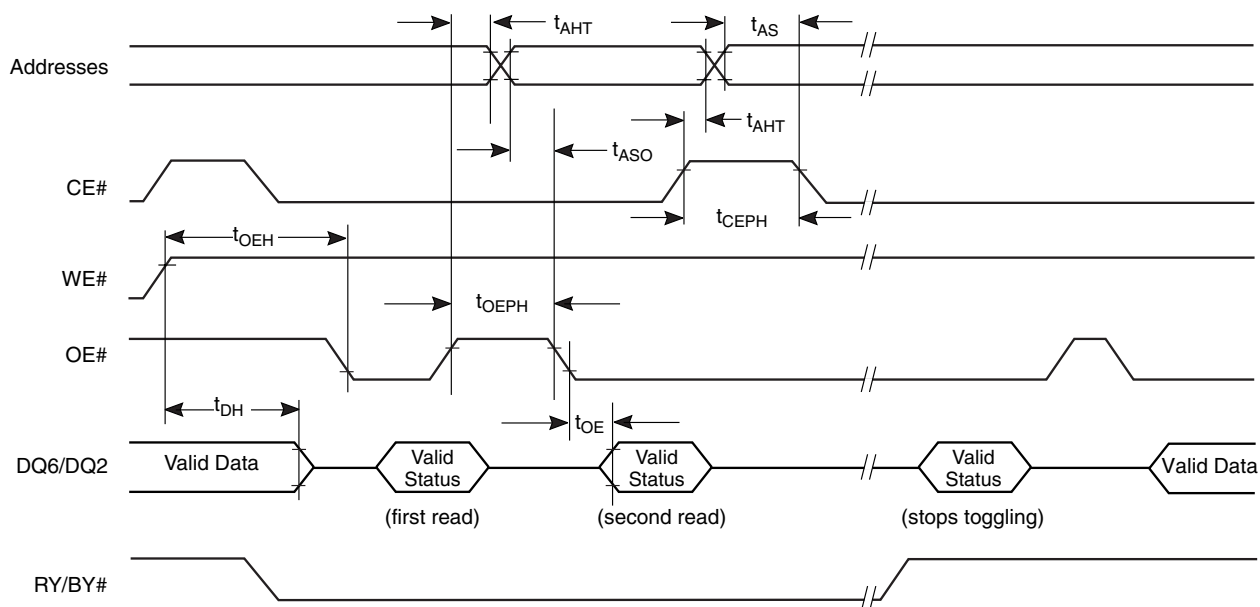 tAHT
tAS
Addresses
tAHT
tASO
CE#
tCEPH
tOEH
WE#
tOEPH
OE#
tDH
tOE
DQ6/DQ2
Valid Data
Valid
Status
Valid
Status
Valid
Status
Valid Data
(first read)
(second read)
(stops toggling)
RY/BY#